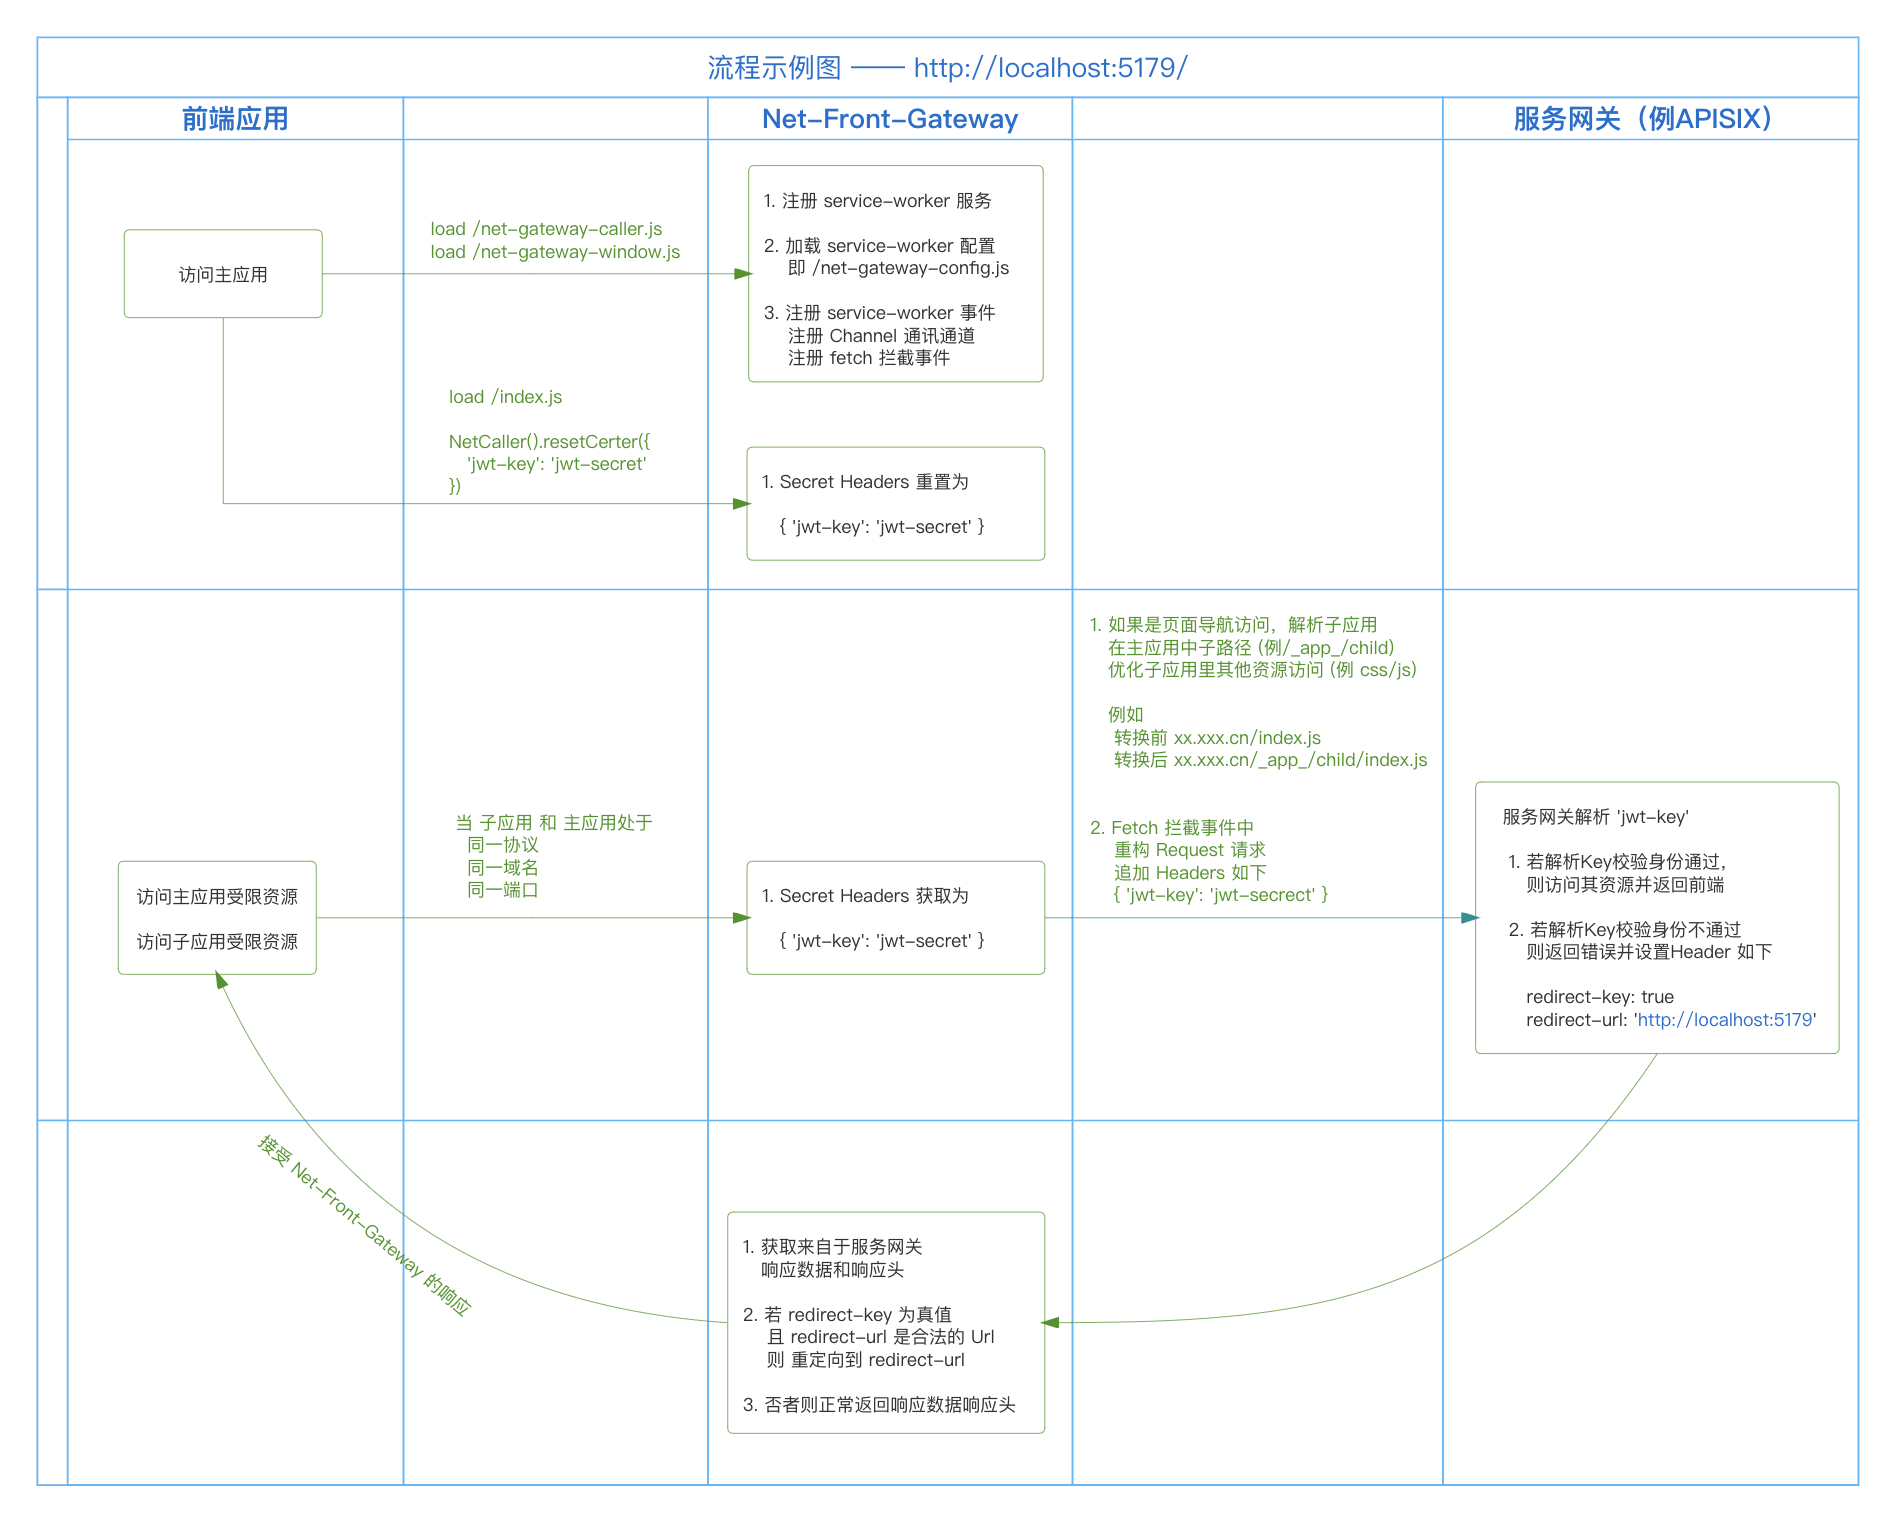 流程示例图 —— http://localhost:5179/
前端应用
Net-Front-Gateway
服务网关（例APISIX）
访问主应用
load /net-gateway-caller.js
load /net-gateway-window.js
1. 注册 service-worker 服务
2. 加载 service-worker 配置
即 /net-gateway-config.js
3. 注册 service-worker 事件
注册 Channel 通讯通道
注册 fetch 拦截事件
load /index.js
NetCaller().resetCerter({
'jwt-key': 'jwt-secret'
})
1. Secret Headers 重置为
{ 'jwt-key': 'jwt-secret' }
访问主应用受限资源
访问子应用受限资源
当 子应用 和 主应用处于
同一协议
同一域名
同一端口
1. Secret Headers 获取为
{ 'jwt-key': 'jwt-secret' }
1. 如果是页面导航访问，解析子应用
在主应用中子路径 (例/_app_/child)
优化子应用里其他资源访问 (例 css/js)
例如
转换前 xx.xxx.cn/index.js
转换后 xx.xxx.cn/_app_/child/index.js
2. Fetch 拦截事件中
重构 Request 请求
追加 Headers 如下
{ 'jwt-key': 'jwt-secrect' }
服务网关解析 'jwt-key'
1. 若解析Key校验身份通过，
则访问其资源并返回前端
2. 若解析Key校验身份不通过
则返回错误并设置Header 如下
redirect-key: true
redirect-url: 'http://localhost:5179'
1. 获取来自于服务网关
响应数据和响应头
2. 若 redirect-key 为真值
且 redirect-url 是合法的 Url
则 重定向到 redirect-url
3. 否者则正常返回响应数据响应头
接受 Net-Front-Gateway 的响应